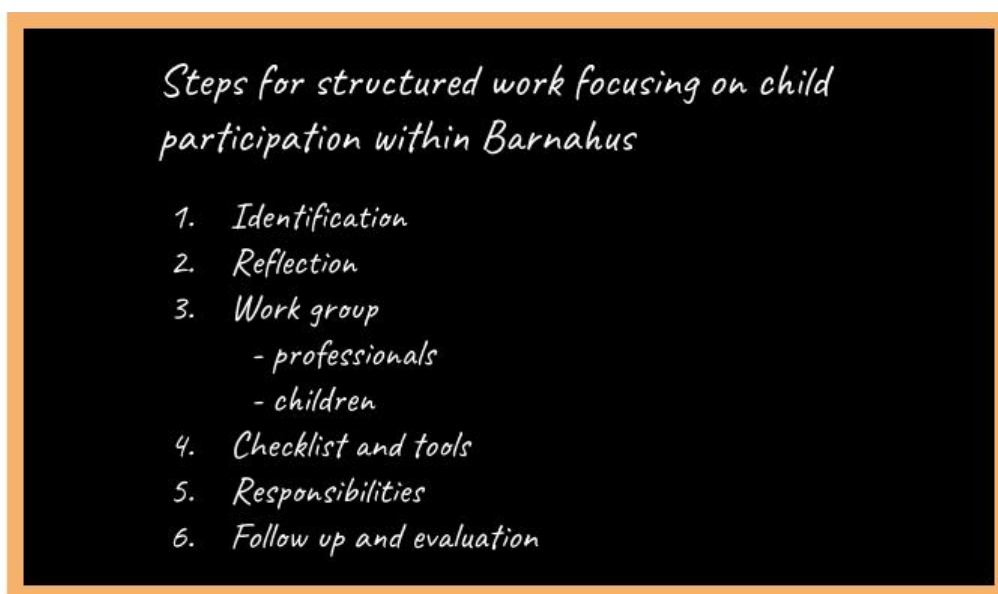 Steps for structured work focusing on child
participation within Barnahus
1. Identification
2. Reflection
3. Work group
- professionals
- children
4. Checklist and tools
5. Responsibilities
6. Follow up and evaluation